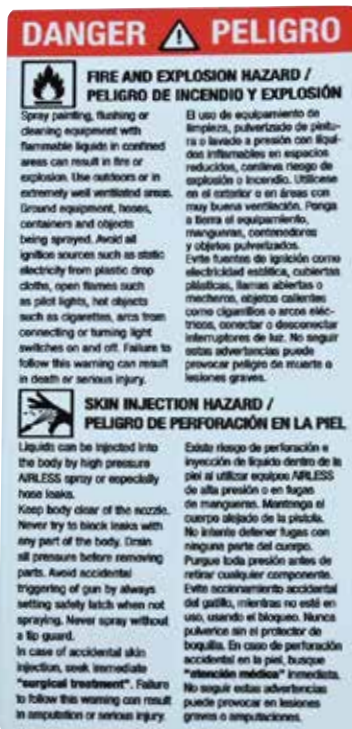 DANGER ⚠ PELIGRO
FIRE AND EXPLOSION HAZARD /
PELIGRO DE INCENDIO Y EXPLOSIÓN
Spray painting, flushing or
cleaning equipment with
flammable liquids in confined
areas can result in fire or
explosion. Use outdoors or in
extremely well ventilated areas.
Ground equipment, hoses,
containers and objects
being sprayed. Avoid all
ignition sources such as static
electricity from plastic drop
cloths, open flames such
as pilot lights, hot objects
such as cigarettes, arcs from
connecting or turning light
switches on and off. Failure to
follow this warning can result
in death or serious injury.
El uso de equipamiento de
limpieza, pulverizado de pintu-
ra o lavado a presión con líqui-
dos inflamables en espacios
reducidos, conlleva riesgo de
explosión o incendio. Utilícese
en el exterior o en áreas con
muy buena ventilación. Ponga
a tierra el equipamiento,
mangueras, contenedores
y objetos pulverizados.
Evite fuentes de ignición como
electricidad estática, cubiertas
plásticas, llamas abiertas o
mecheros, objetos calientes
como cigarrillos o arcos eléc-
tricos, conectar o desconectar
interruptores de luz. No seguir
estas advertencias puede
provocar peligro de muerte o
lesiones graves.
SKIN INJECTION HAZARD /
PELIGRO DE PERFORACIÓN EN LA PIEL
Liquids can be injected into
the body by high pressure
AIRLESS spray or especially
hose leaks.
Keep body clear of the nozzle.
Never try to block leaks with
any part of the body. Drain
all pressure before removing
parts. Avoid accidental
triggering of gun by always
setting safety latch when not
spraying. Never spray without
a tip guard.
In case of accidental skin
injection, seek immediate
"surgical treatment". Failure
to follow this warning can result
in amputation or serious injury.
Existe riesgo de perforación e
inyección de líquido dentro de la
piel al utilizar equipos AIRLESS
de alta presión o en fugas
de mangueras. Mantenga el
cuerpo alejado de la pistola.
No intente detener fugas con
ninguna parte del cuerpo.
Purgue toda presión antes de
retirar cualquier componente.
Evite accionamiento accidental
del gatillo, mientras no esté en
uso, usando el bloqueo. Nunca
pulverice sin el protector de
boquilla. En caso de perforación
accidental en la piel, busque
"atención médica" inmediata.
No seguir estas advertencias
puede provocar en lesiones
graves o amputaciones.